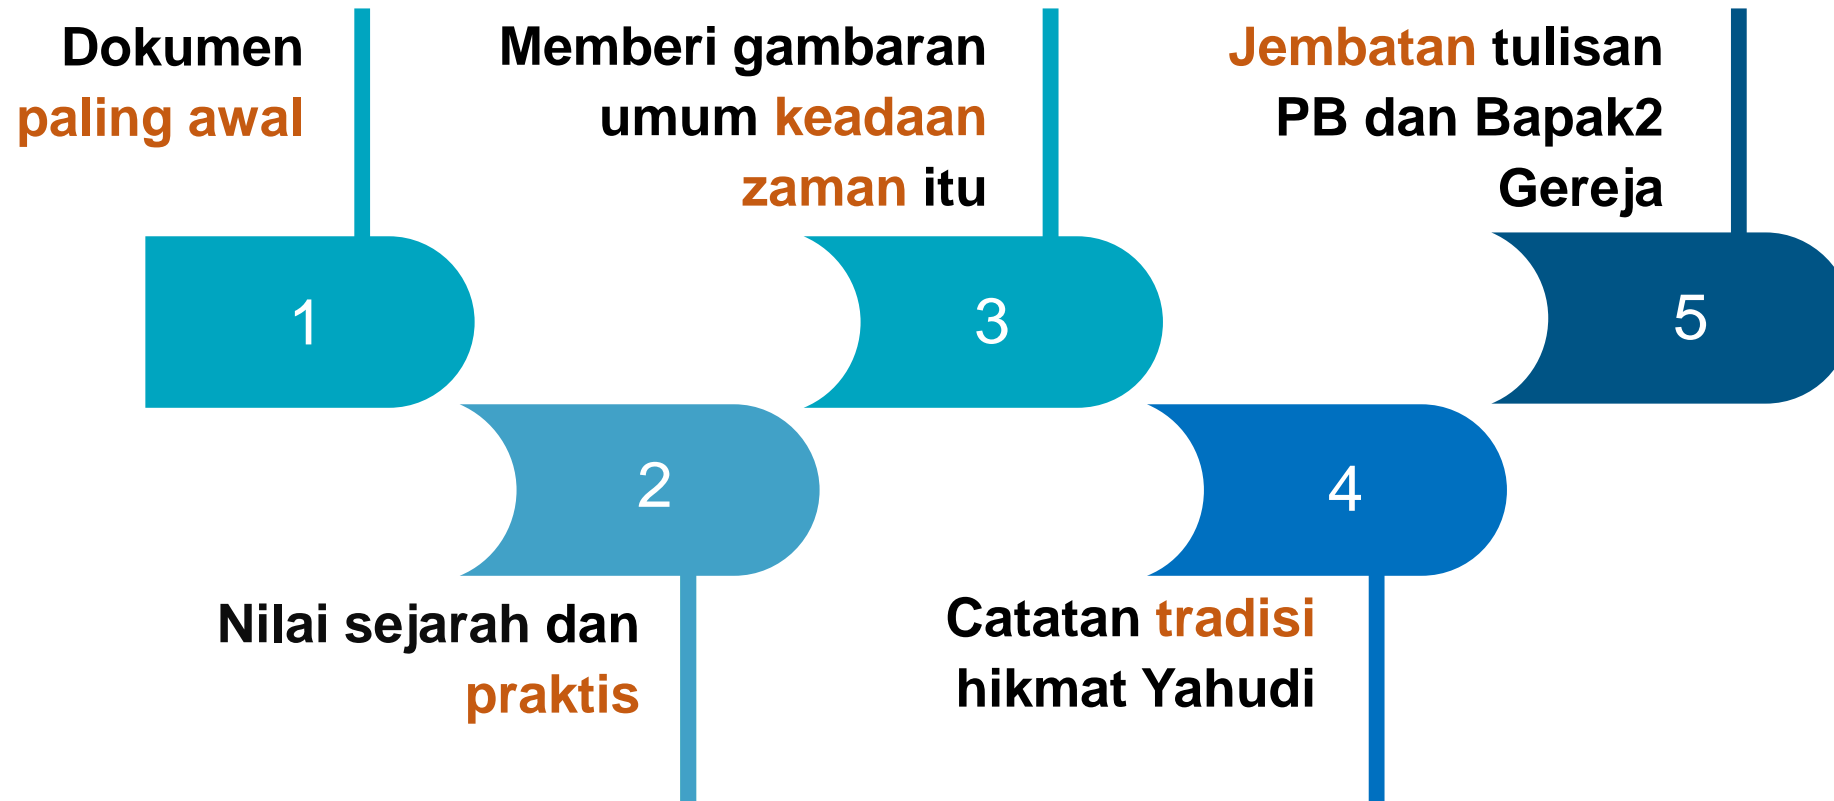 Dokumen
paling awal
1
Nilai sejarah dan
praktis
2
Memberi gambaran
umum keadaan
zaman itu
3
Catatan tradisi
hikmat Yahudi
4
Jembatan tulisan
PB dan Bapak2
Gereja
5